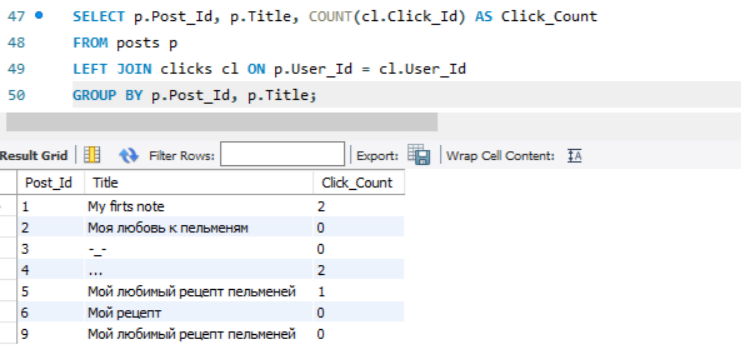 47 SELECT p.Post_Id, p.Title, COUNT(cl.Click_Id) AS Click_Count
48 FROM posts p
49 LEFT JOIN clicks cl ON p.User_Id = cl.User_Id
50 GROUP BY p.Post_Id, p.Title;
Result Grid Filter Rows: Export: Wrap Cell Content: IA
Post_Id Title Click_Count
1 My firts note 2
2 Моя любовь к пельменям 0
3 -_- 0
4 ... 2
5 Мой любимый рецепт пельменей 1
6 Мой рецепт 0
9 Мой любимый рецепт пельменей 0